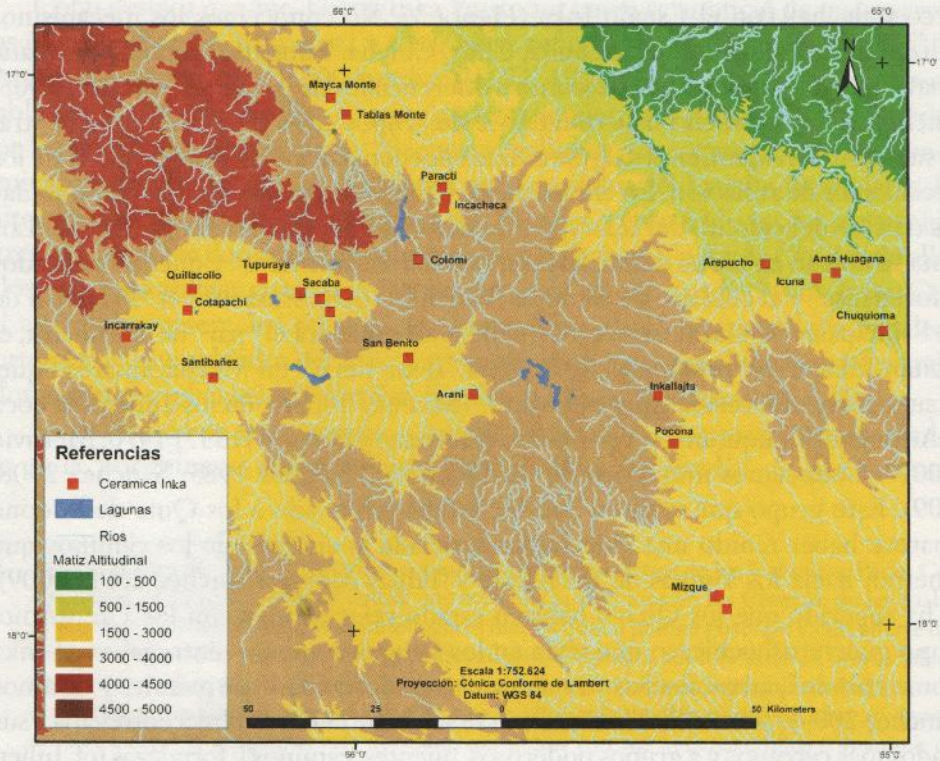 66°0'
65°0'
17°0'
17°0'
N
Mayca Monte
Tablas Monte
Paracti
Incacheca
Colomi
Arepucho
Anta Huagana
Icuna
Quillacollo
Tupuraya
Sacaba
Cotapachi
Chuquioma
Incarrakay
San Benito
Santibañez
Arani
Inkallajta
Pocona
Mizque
Referencias
Ceramica Inka
Lagunas
Rios
Matiz Altitudinal
100 - 500
500 - 1500
1500 - 3000
3000 - 4000
4000 - 4500
4500 - 5000
18°0'
18°0'
Escala 1:752.624
Proyección: Cónica Conforme de Lambert
Datum: WGS 84
50 25 0 50 Kilometers
66°0'
65°0'